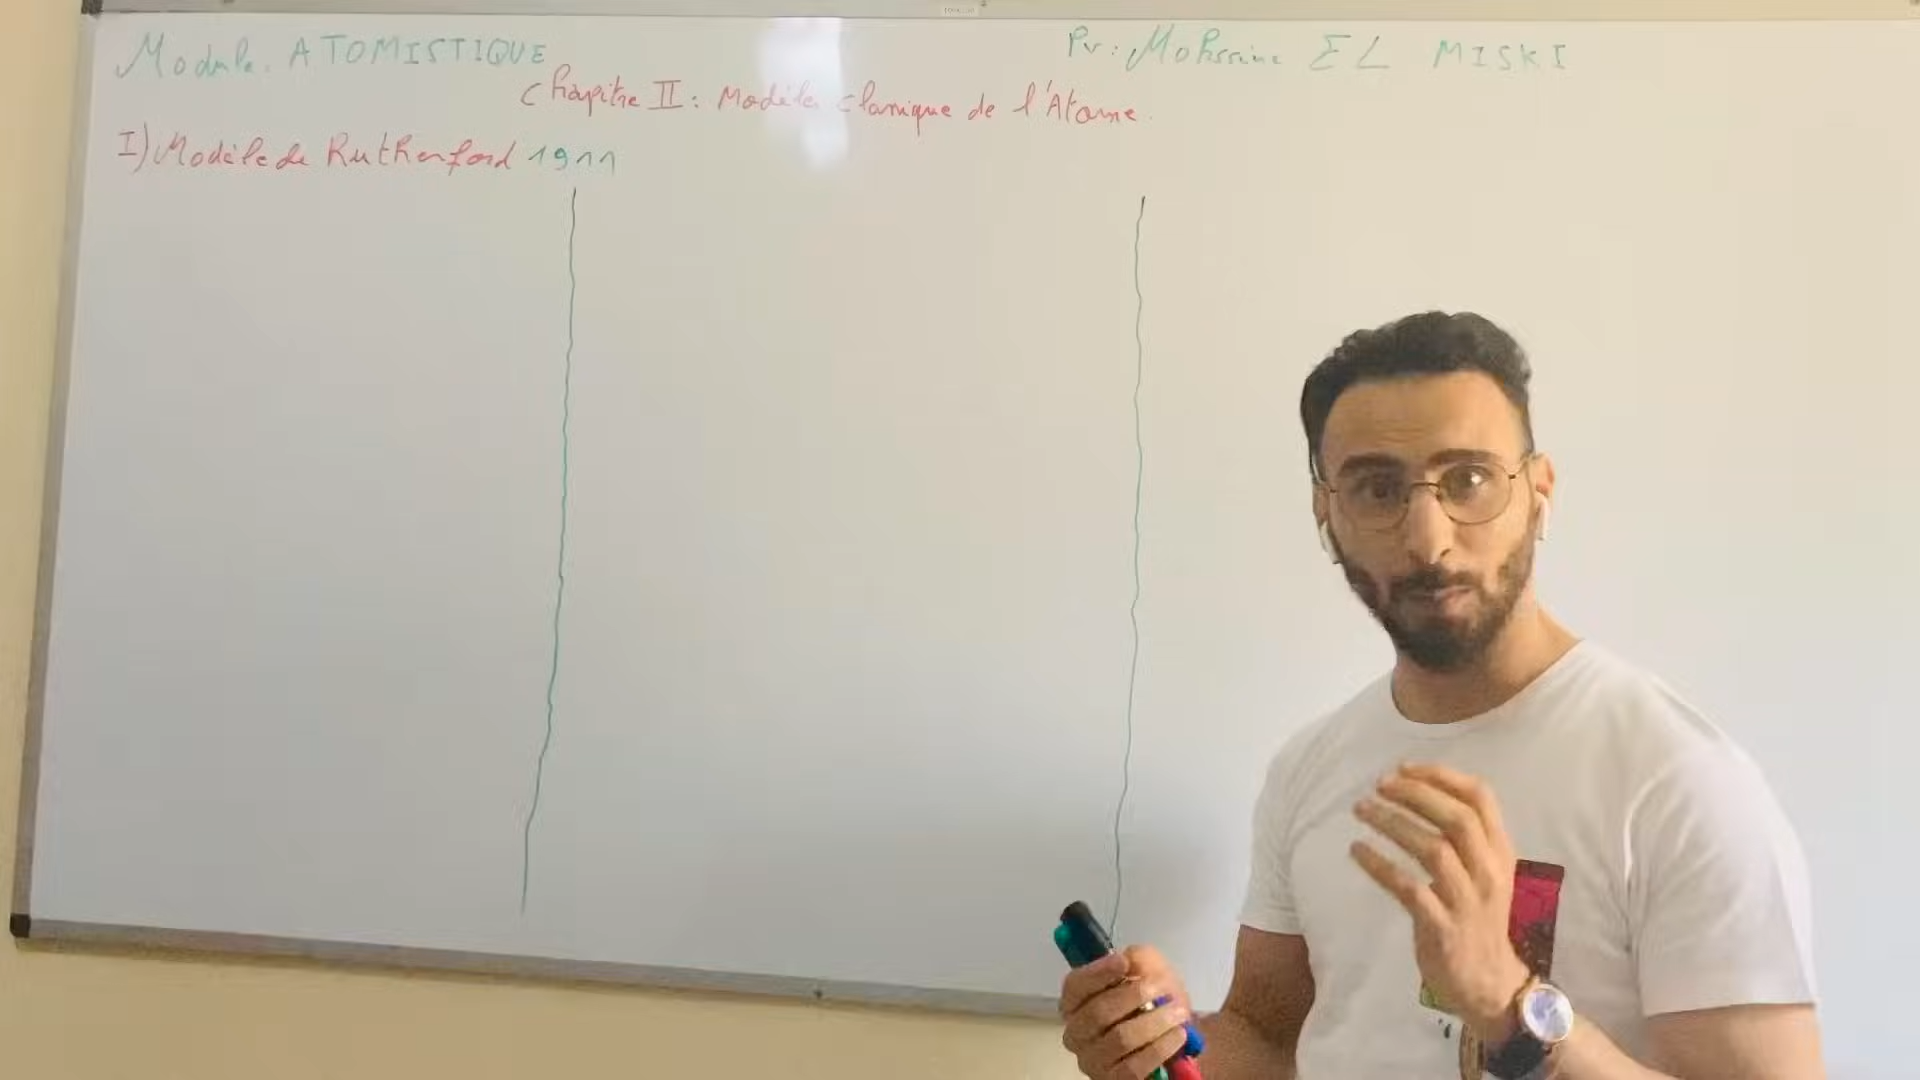 Module. ATOMISTIQUE
Pr: Mohssine EL MISKI
Chapitre II: Modèle classique de l'Atome.
I) Modèle de Rutherford 1911